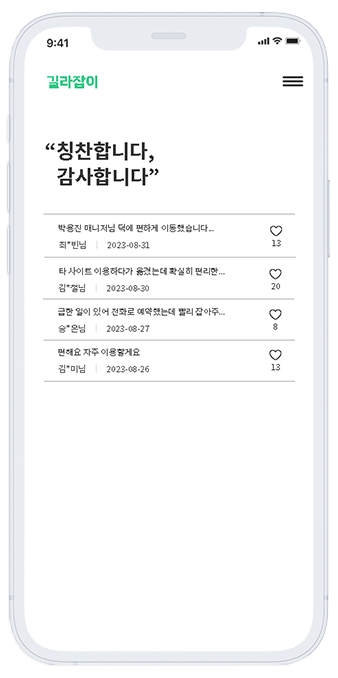 9:41
길라잡이
“칭찬합니다,
감사합니다”
박용진 매니저님 덕에 편하게 이동했습니다...
최*빈님 | 2023-08-31
13
타 사이트 이용하다가 옮겼는데 확실히 편리한...
김*철님 | 2023-08-30
20
급한 일이 있어 전화로 예약했는데 빨리 잡아주...
승*온님 | 2023-08-27
8
편해요 자주 이용할게요
김*미님 | 2023-08-26
13